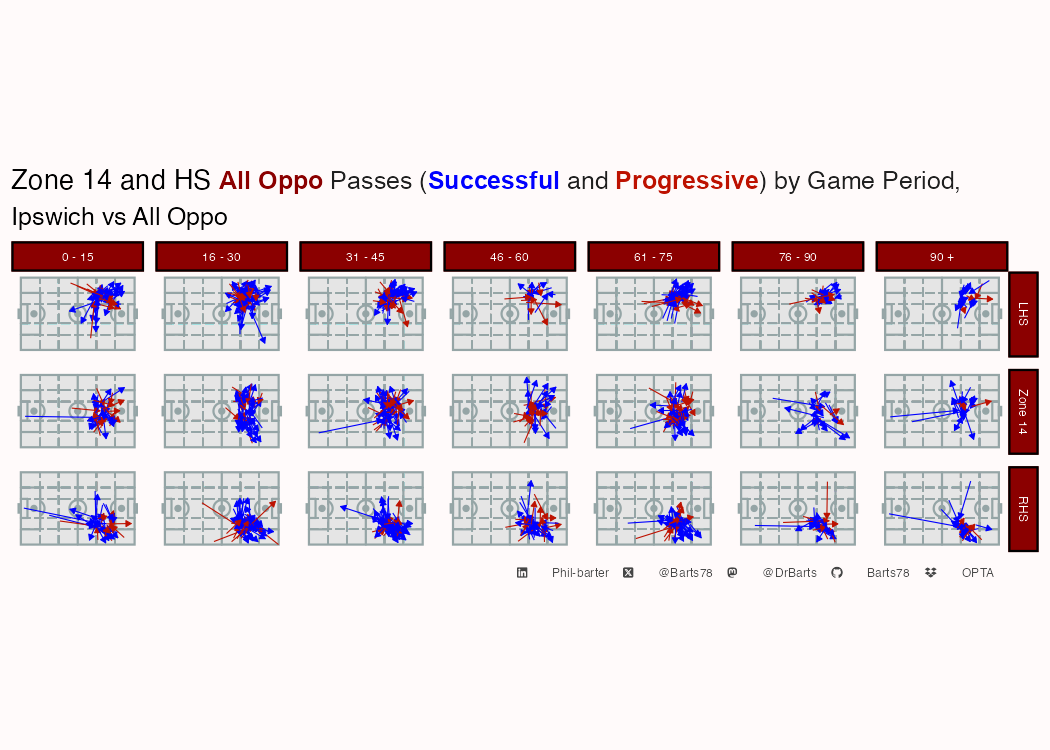 Zone 14 and HS All Oppo Passes (Successful and Progressive) by Game Period,
Ipswich vs All Oppo
0 - 15 16 - 30 31 - 45 46 - 60 61 - 75 76 - 90 90 +
LHS
Zone 14
RHS
Phil-barter @Barts78 @DrBarts Barts78 OPTA